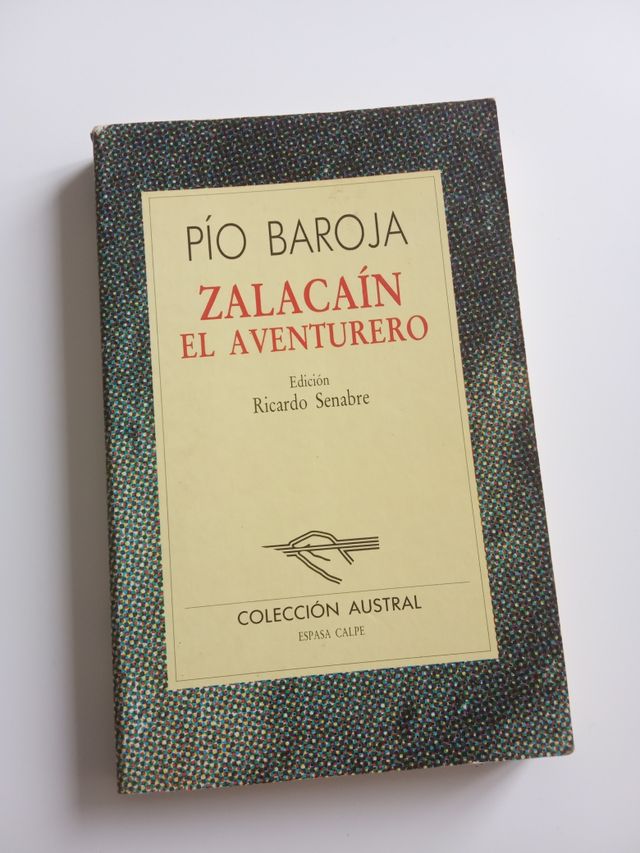 PÍO BAROJA
ZALACAÍN
EL AVENTURERO
Edición
Ricardo Senabre
COLECCIÓN AUSTRAL
ESPASA CALPE